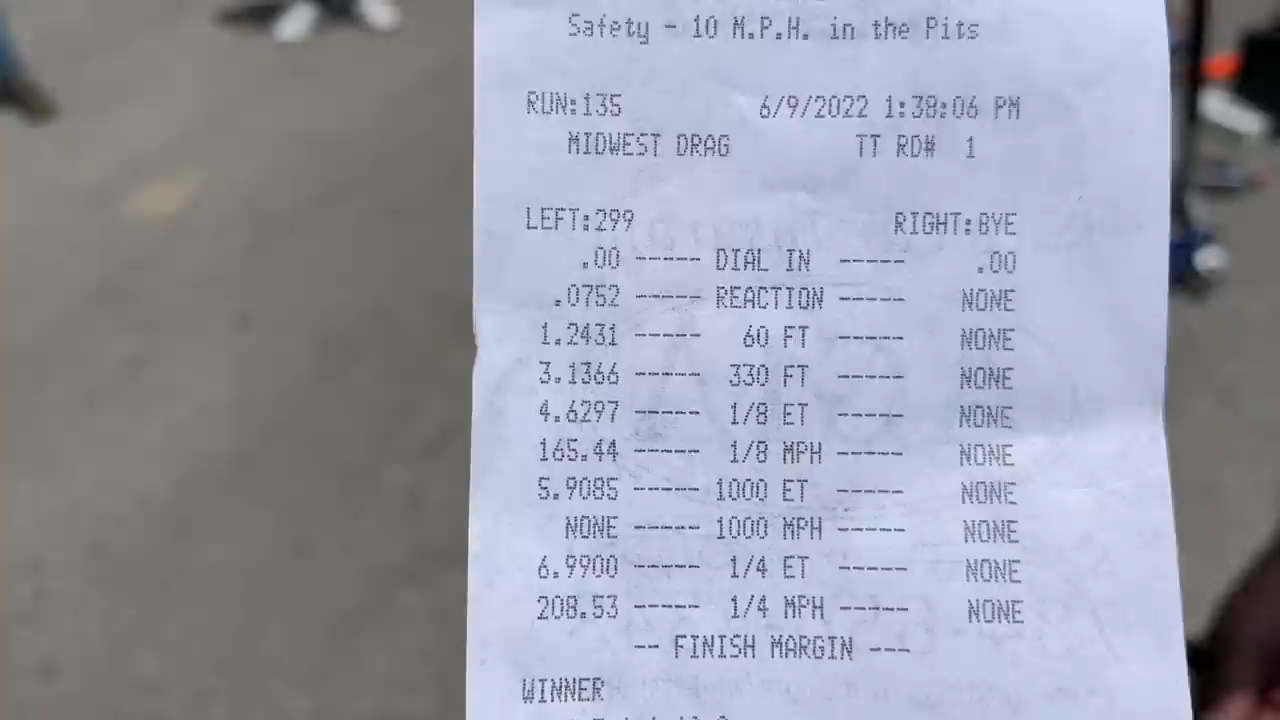 Safety - 10 M.P.H. in the Pits
RUN:135 6/9/2022 1:38:06 PM
MIDWEST DRAG TT RD# 1
LEFT:299 RIGHT:BYE
.00 ----- DIAL IN ----- .00
.0752 ----- REACTION ----- NONE
1.2431 ----- 60 FT ----- NONE
3.1366 ----- 330 FT ----- NONE
4.6297 ----- 1/8 ET ----- NONE
165.44 ----- 1/8 MPH ----- NONE
5.9085 ----- 1000 ET ----- NONE
NONE ----- 1000 MPH ----- NONE
6.9900 ----- 1/4 ET ----- NONE
208.53 ----- 1/4 MPH ----- NONE
-- FINISH MARGIN ---
WINNER